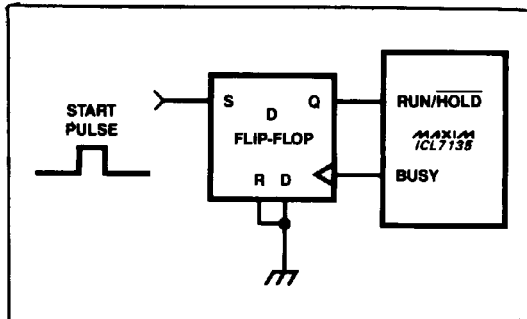 START
PULSE
S
D
Q
FLIP-FLOP
R D
RUN/HOLD
MAXIM
ICL7135
BUSY